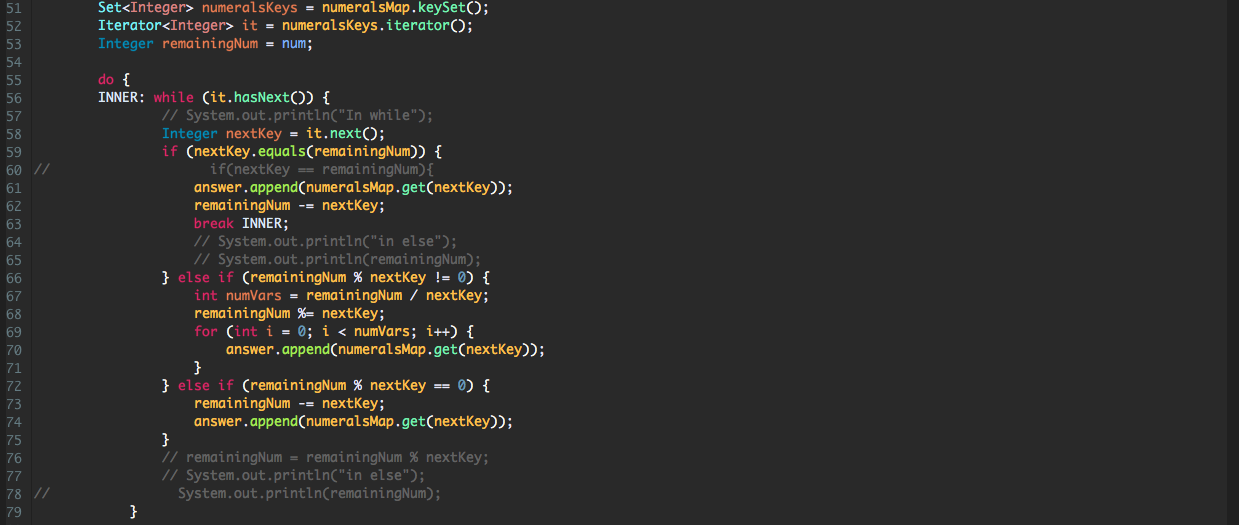 51 Set<Integer> numeralsKeys = numeralsMap.keySet();
52 Iterator<Integer> it = numeralsKeys.iterator();
53 Integer remainingNum = num;
54
55 do {
56 INNER: while (it.hasNext()) {
57 // System.out.println("In while");
58 Integer nextKey = it.next();
59 if (nextKey.equals(remainingNum)) {
60 // if(nextKey == remainingNum){
61 answer.append(numeralsMap.get(nextKey));
62 remainingNum -= nextKey;
63 break INNER;
64 // System.out.println("in else");
65 // System.out.println(remainingNum);
66 } else if (remainingNum % nextKey != 0) {
67 int numVars = remainingNum / nextKey;
68 remainingNum %= nextKey;
69 for (int i = 0; i < numVars; i++) {
70 answer.append(numeralsMap.get(nextKey));
71 }
72 } else if (remainingNum % nextKey == 0) {
73 remainingNum -= nextKey;
74 answer.append(numeralsMap.get(nextKey));
75 }
76 // remainingNum = remainingNum % nextKey;
77 // System.out.println("in else");
78 // System.out.println(remainingNum);
79 }